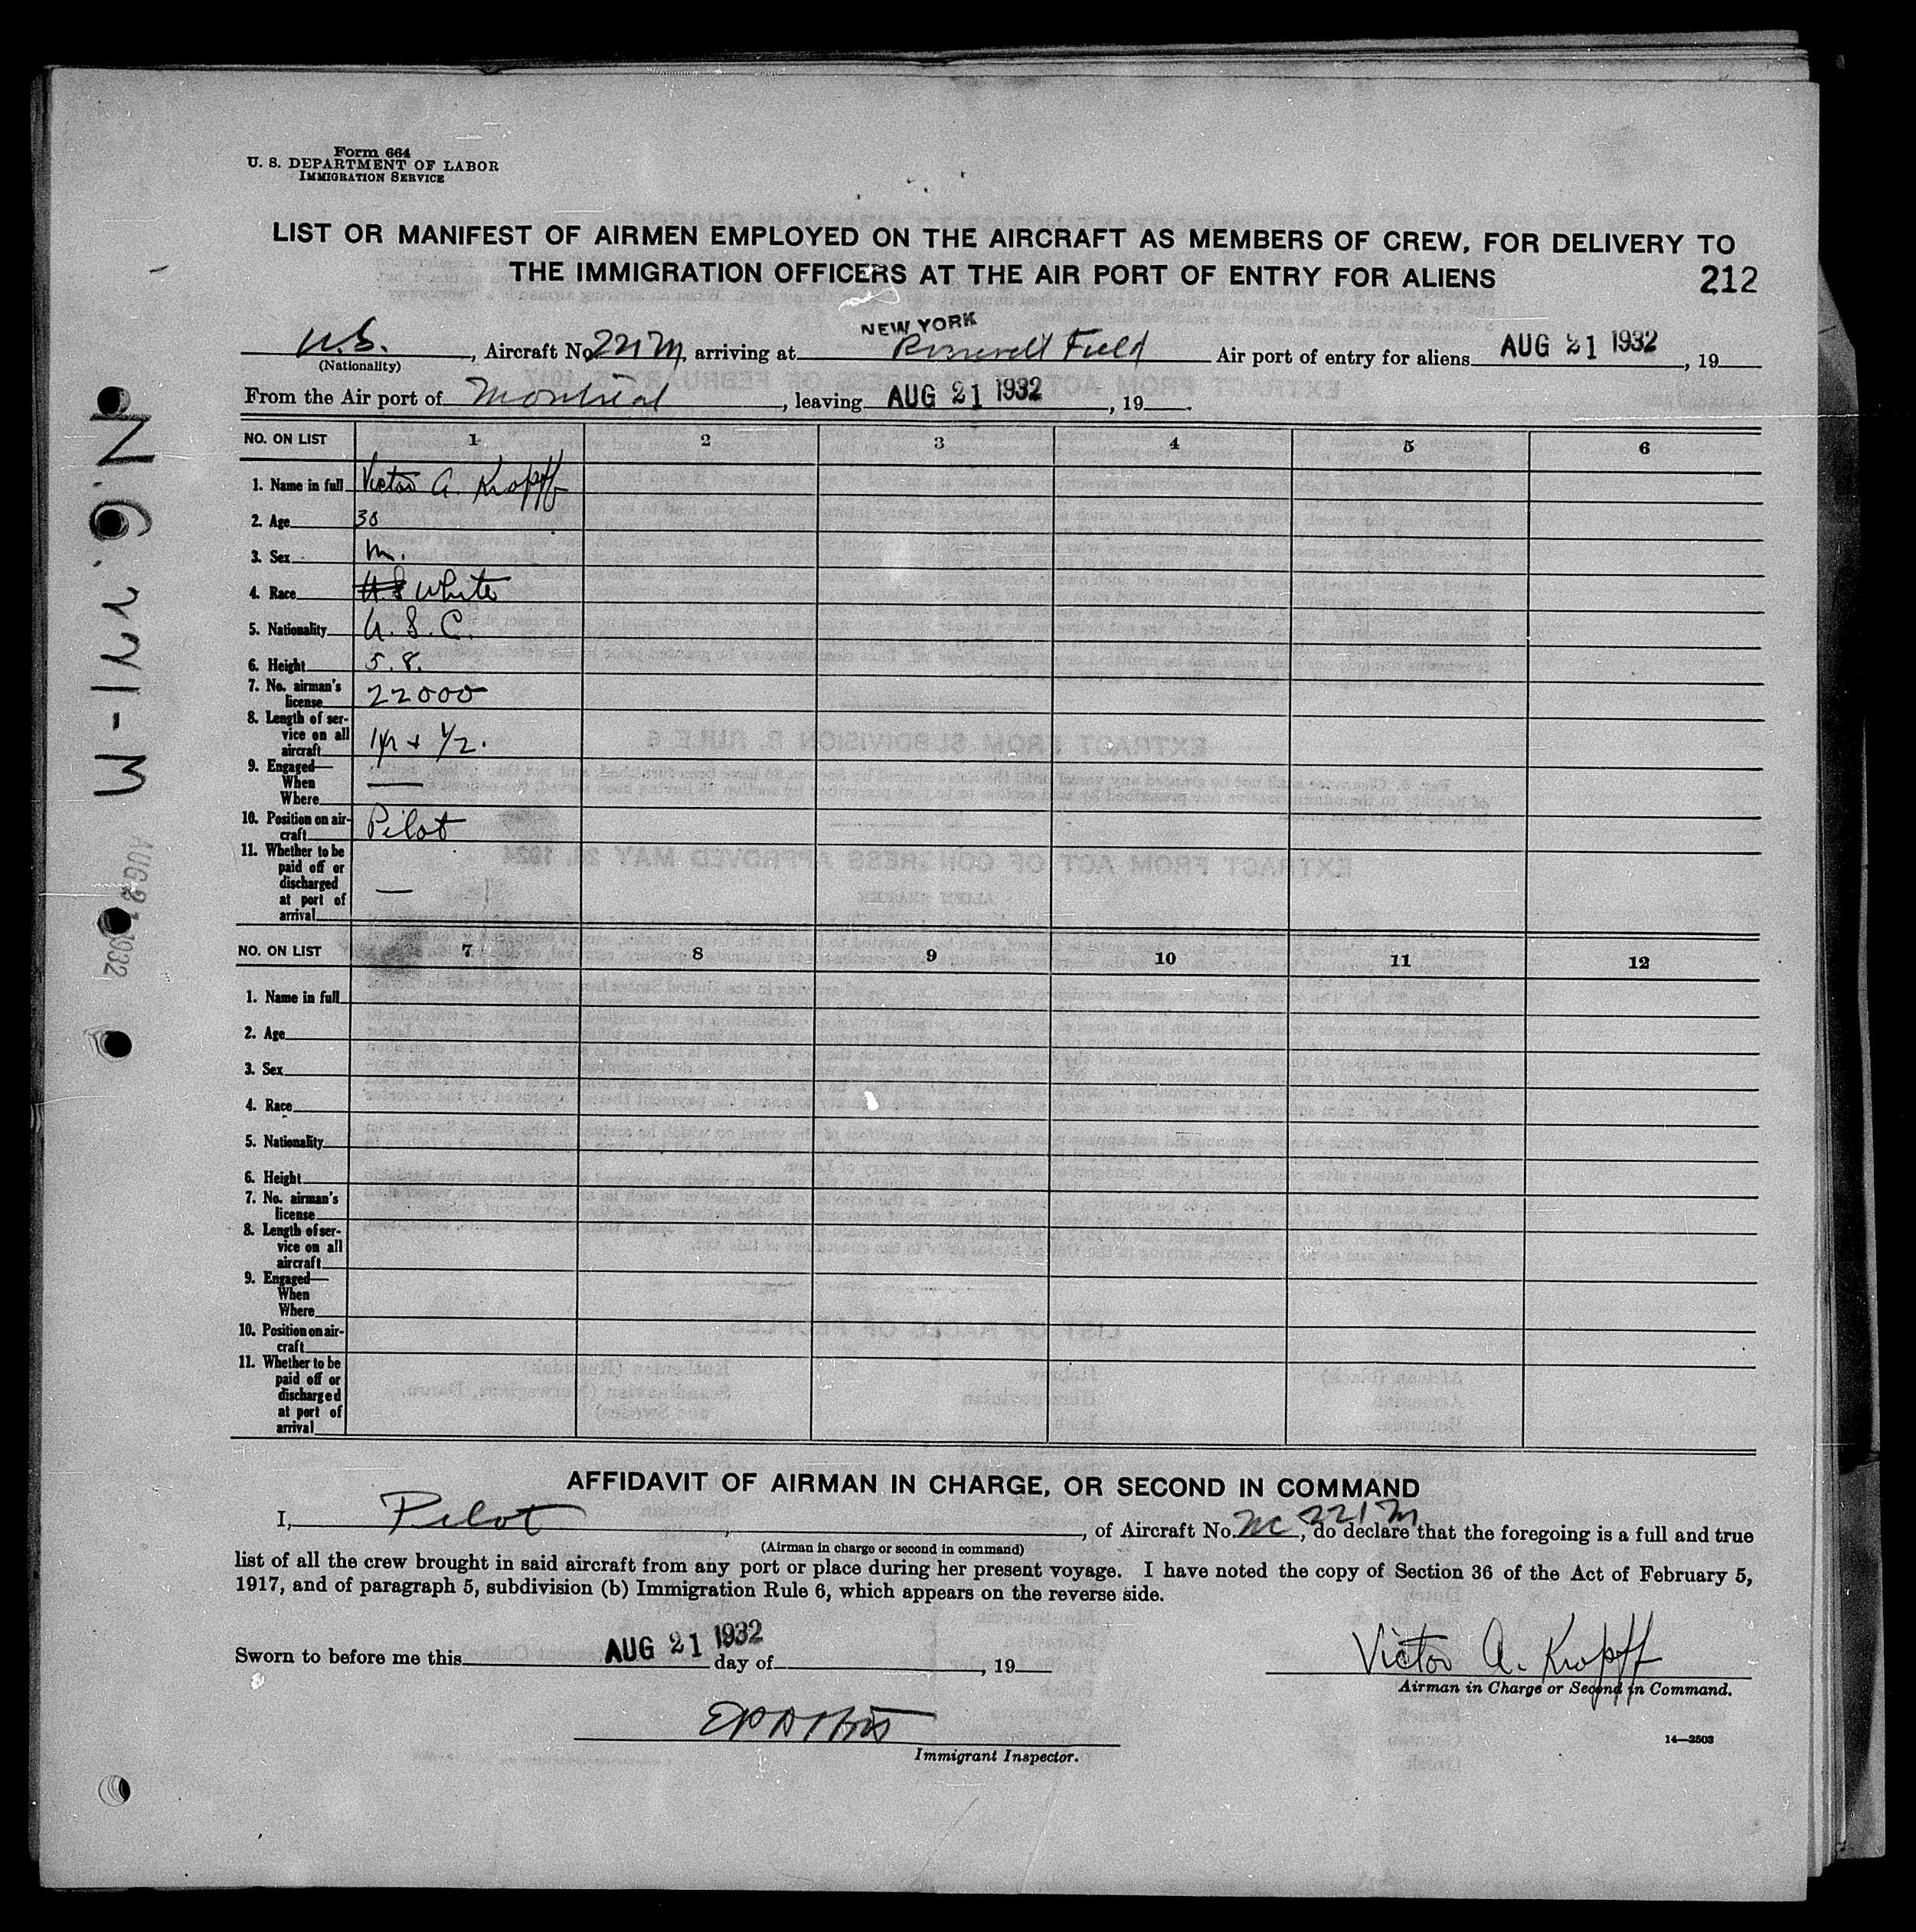 Form 664
U. S. DEPARTMENT OF LABOR
IMMIGRATION SERVICE
LIST OR MANIFEST OF AIRMEN EMPLOYED ON THE AIRCRAFT AS MEMBERS OF CREW, FOR DELIVERY TO
THE IMMIGRATION OFFICERS AT THE AIR PORT OF ENTRY FOR ALIENS
212
NEW YORK
U.S., Aircraft No. 221M, arriving at Roosevelt Field Air port of entry for aliens AUG 21 1932, 19
(Nationality)
From the Air port of Montreal, leaving AUG 21 1932, 19.
NO. ON LIST 1 2 3 4 5 6
1. Name in full Victor A. Kropff
2. Age
3. Sex m.
4. Race White
5. Nationality U.S.C.
6. Height 5.8.
7. No. airman's
license 22000
8. Length of ser-
vice on all
aircraft 1yr + 1/2.
9. Engaged—
When —
Where
10. Position on air-
craft Pilot
11. Whether to be
paid off or
discharged
at port of
arrival —
NO. ON LIST 7 8 9 10 11 12
1. Name in full
2. Age
3. Sex
4. Race
5. Nationality
6. Height
7. No. airman's
license
8. Length of ser-
vice on all
aircraft
9. Engaged—
When
Where
10. Position on air-
craft
11. Whether to be
paid off or
discharged
at port of
arrival
AFFIDAVIT OF AIRMAN IN CHARGE, OR SECOND IN COMMAND
I, Pilot, , of Aircraft No. NC 221M, do declare that the foregoing is a full and true
(Airman in charge or second in command)
list of all the crew brought in said aircraft from any port or place during her present voyage. I have noted the copy of Section 36 of the Act of February 5,
1917, and of paragraph 5, subdivision (b) Immigration Rule 6, which appears on the reverse side.
Sworn to before me this AUG 21 1932 day of , 19
Victor A. Kropff
Airman in Charge or Second in Command.
Immigrant Inspector.
14—2503